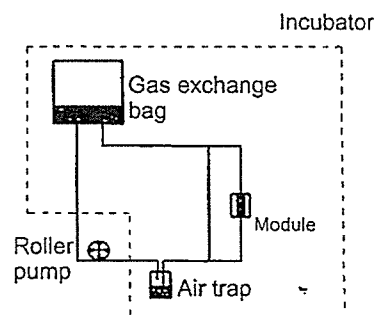 Incubator
Gas exchange
bag
Module
Roller
pump
Air trap